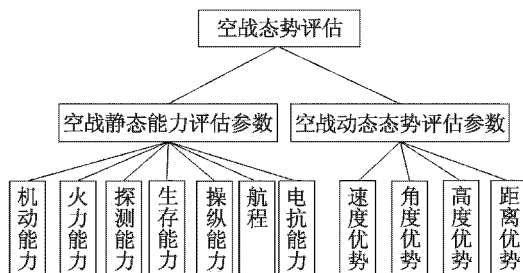 空战态势评估
空战静态能力评估参数
空战动态态势评估参数
机动能力
火力能力
探测能力
生存能力
操纵能力
航程
电抗能力
速度优势
角度优势
高度优势
距离优势